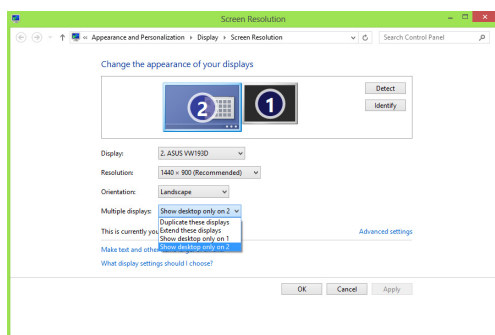 Screen Resolution
« Appearance and Personalization › Display › Screen Resolution
Search Control Panel
Change the appearance of your displays
2
1
Detect
Identify
Display: 2. ASUS VW193D
Resolution: 1440 × 900 (Recommended)
Orientation: Landscape
Multiple displays: Show desktop only on 2
Duplicate these displays
Extend these displays
Show desktop only on 1
Show desktop only on 2
This is currently you
Advanced settings
Make text and othe
What display settings should I choose?
OK Cancel Apply